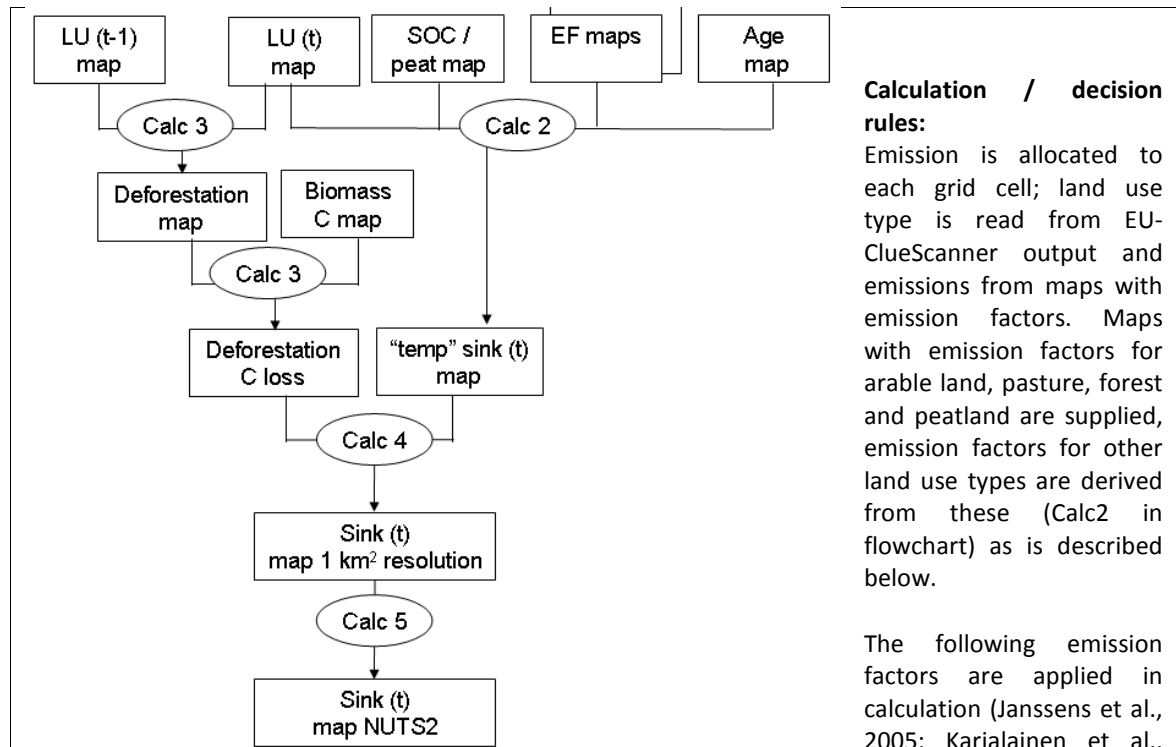 LU (t-1)
map
LU (t)
map
SOC /
peat map
EF maps
Age
map
Calc 3
Calc 2
Deforestation
map
Biomass
C map
Calc 3
Deforestation
C loss
“temp” sink (t)
map
Calc 4
Sink (t)
map 1 km² resolution
Calc 5
Sink (t)
map NUTS2
Calculation / decision
rules:
Emission is allocated to
each grid cell; land use
type is read from EU-
ClueScanner output and
emissions from maps with
emission factors. Maps
with emission factors for
arable land, pasture, forest
and peatland are supplied,
emission factors for other
land use types are derived
from these (Calc2 in
flowchart) as is described
below.
The following emission
factors are applied in
calculation (Janssens et al.,
2005; Karjalainen et al.,